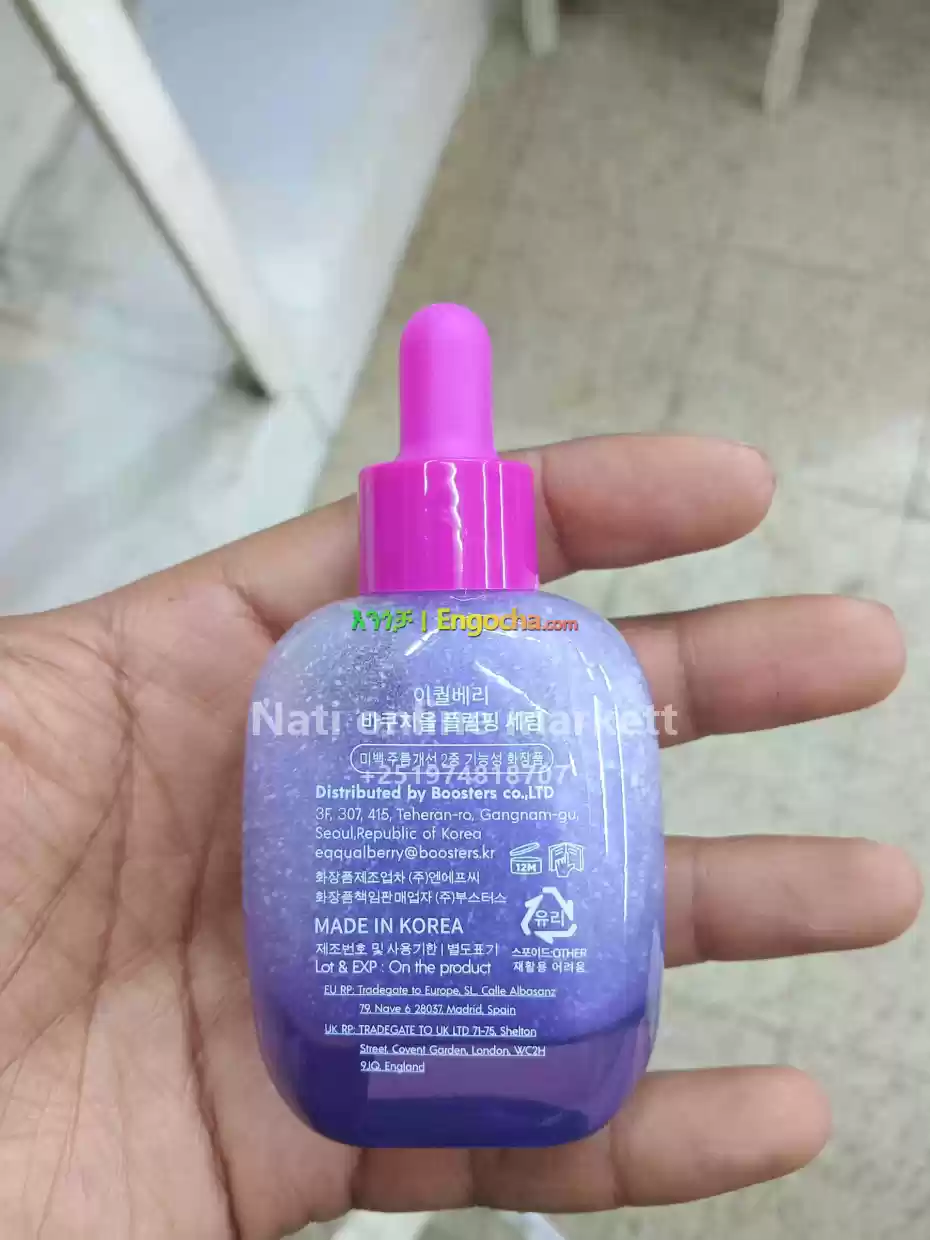 እንጎቻ | Engocha.com
이퀄베리
바쿠치올 플럼핑 세럼
Nati online Markett
미백·주름개선 2중 기능성 화장품
+251974818707
Distributed by Boosters co.,LTD
3F, 307, 415, Teheran-ro, Gangnam-gu,
Seoul,Republic of Korea
eqqualberry@boosters.kr
12M
화장품제조업자 (주)엔에프씨
화장품책임판매업자 (주)부스터스
유리
MADE IN KOREA
제조번호 및 사용기한 | 별도표기
스포이드:OTHER
Lot & EXP : On the product
재활용 어려움
EU RP: Tradegate to Europe, SL. Calle Albasanz
79, Nave 6 28037, Madrid, Spain
UK RP: TRADEGATE TO UK LTD 71-75, Shelton
Street, Covent Garden, London, WC2H
9JQ, England